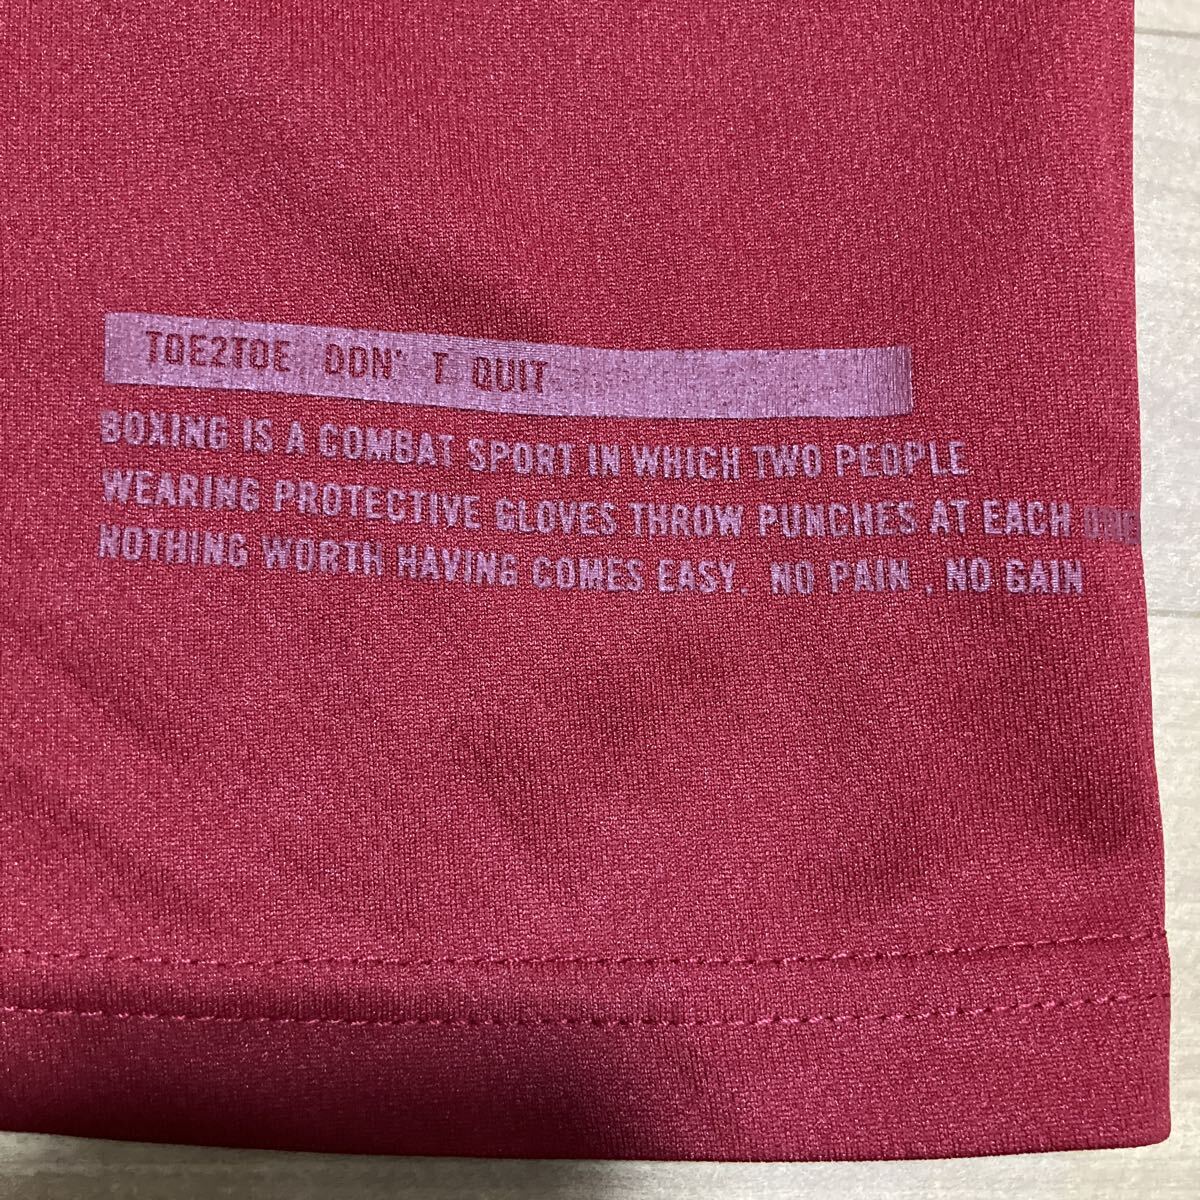 TOE2TOE DON' T QUIT
BOXING IS A COMBAT SPORT IN WHICH TWO PEOPLE
WEARING PROTECTIVE GLOVES THROW PUNCHES AT EACH
NOTHING WORTH HAVING COMES EASY. NO PAIN , NO GAIN